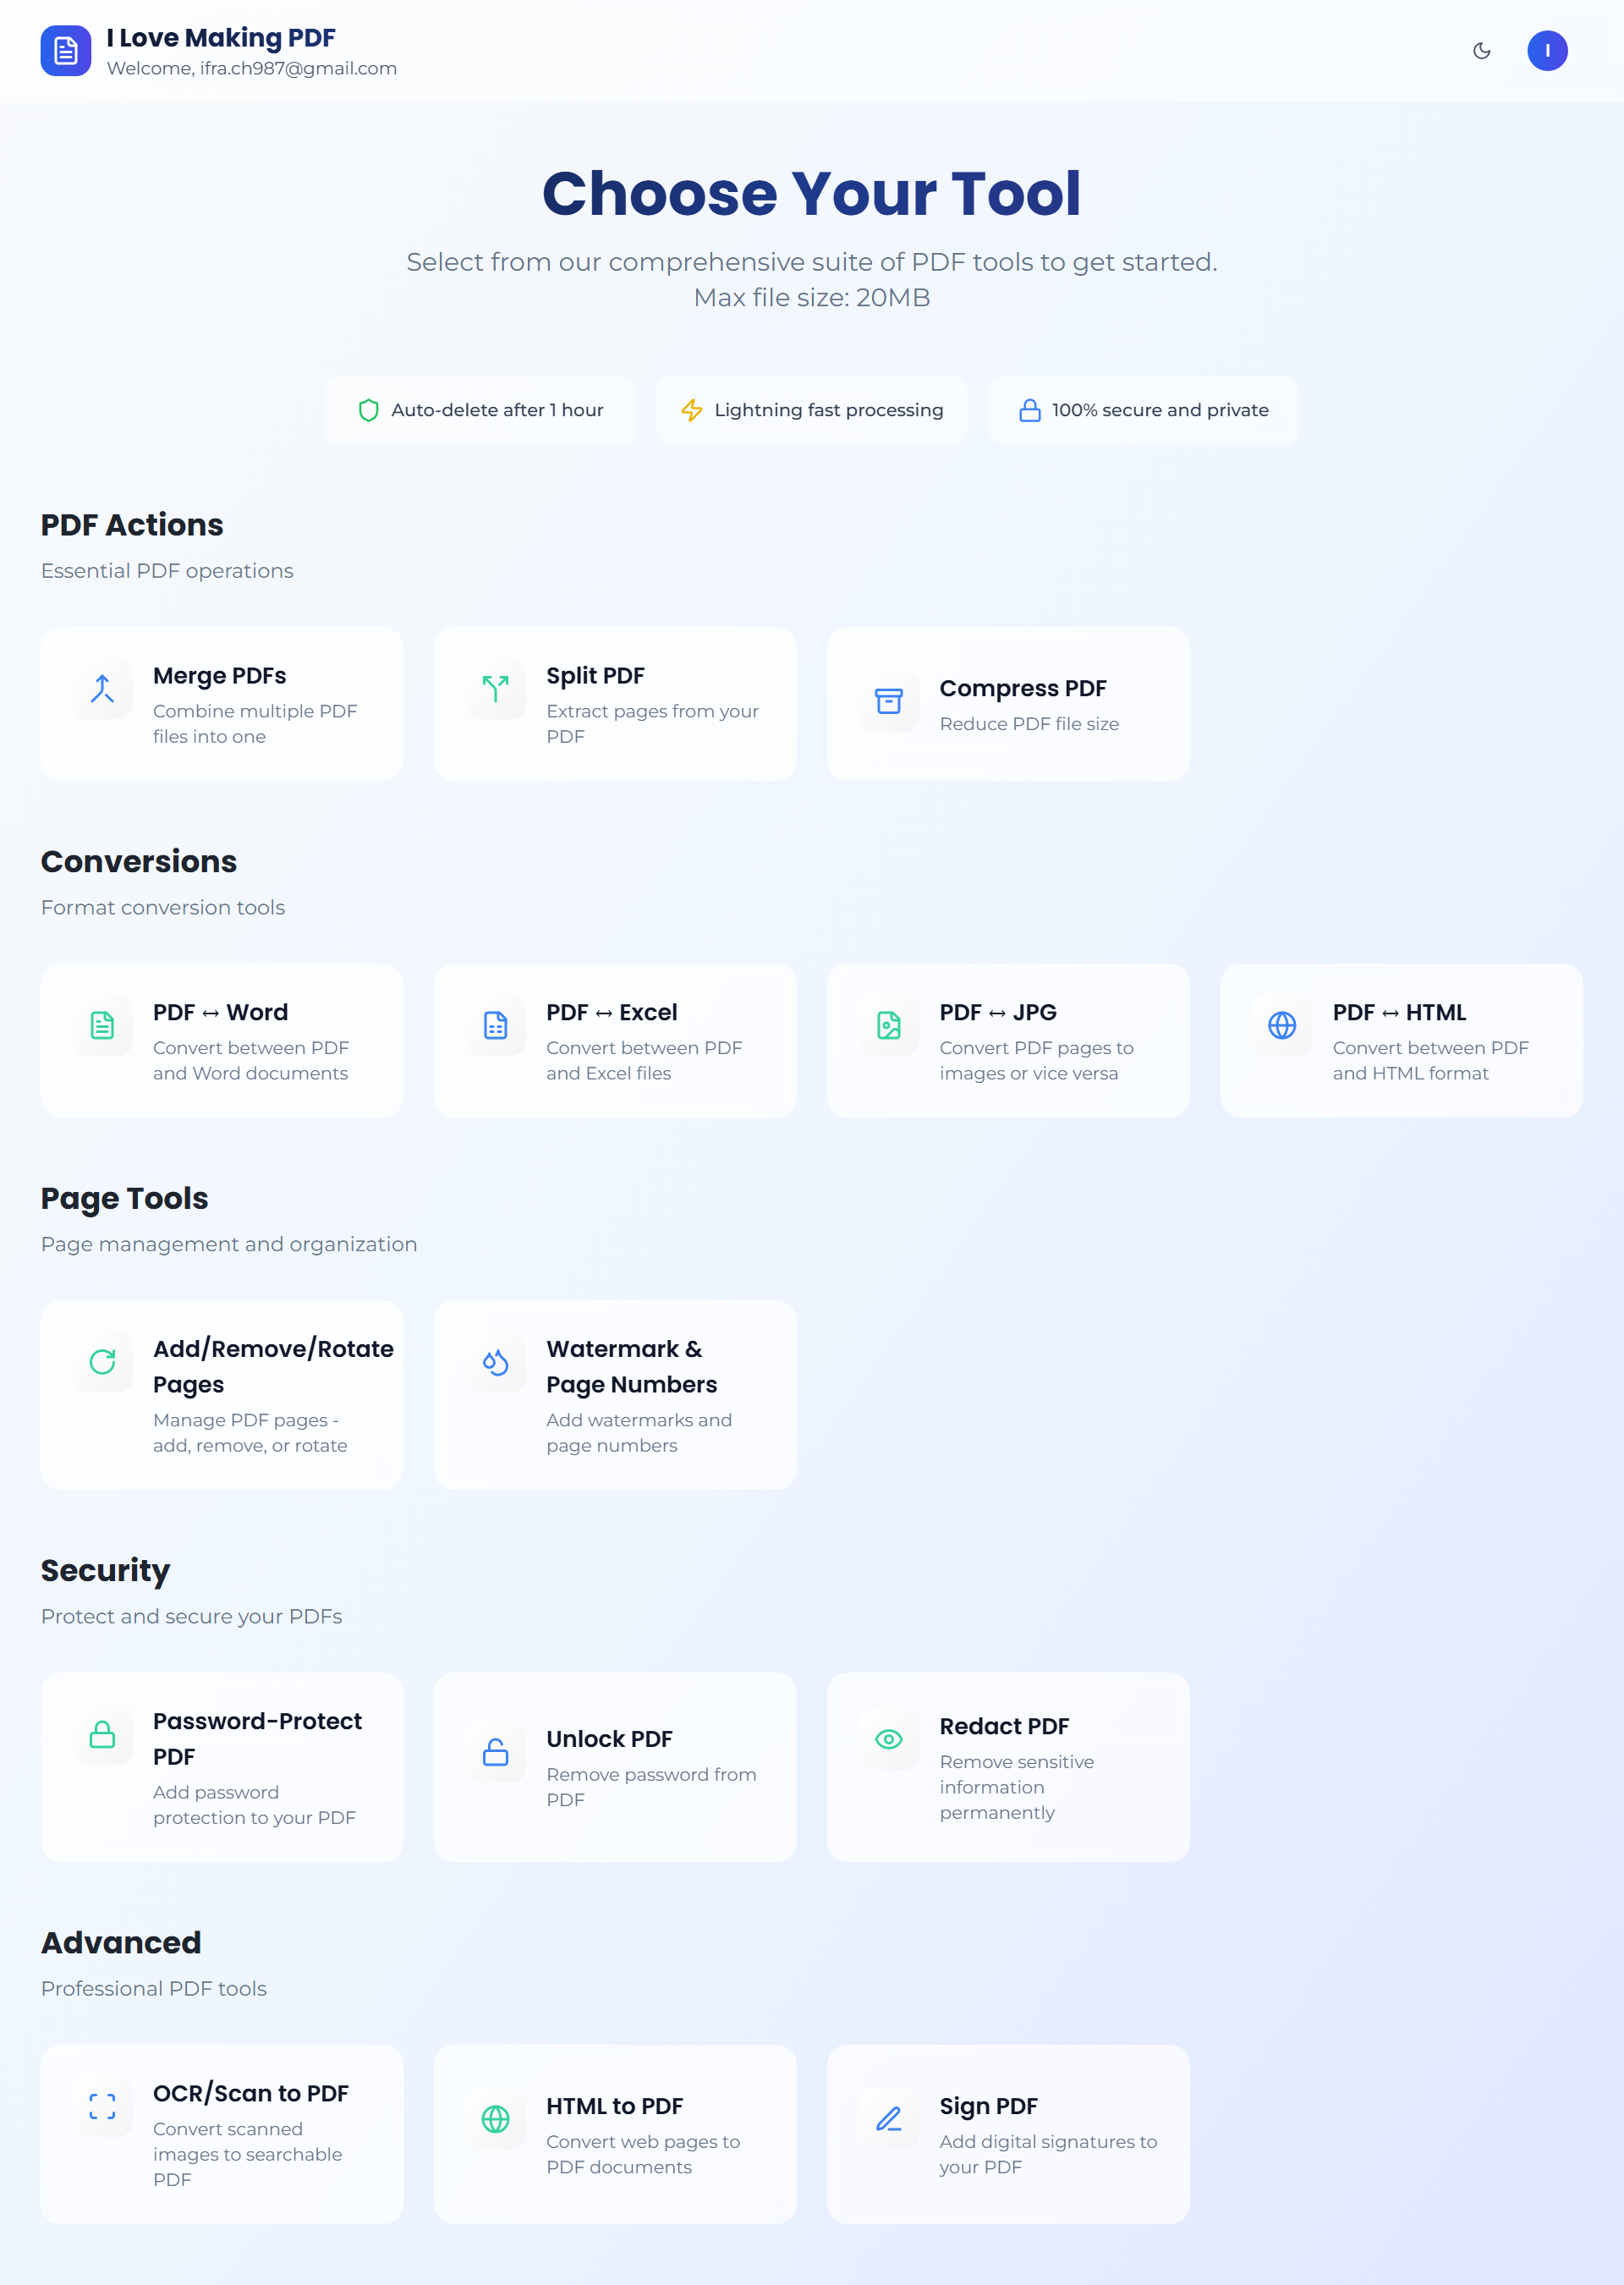 I Love Making PDF
Welcome, ifra.ch987@gmail.com
I
Choose Your Tool
Select from our comprehensive suite of PDF tools to get started.
Max file size: 20MB
Auto-delete after 1 hour
Lightning fast processing
100% secure and private
PDF Actions
Essential PDF operations
Merge PDFs
Combine multiple PDF
files into one
Split PDF
Extract pages from your
PDF
Compress PDF
Reduce PDF file size
Conversions
Format conversion tools
PDF ↔ Word
Convert between PDF
and Word documents
PDF ↔ Excel
Convert between PDF
and Excel files
PDF ↔ JPG
Convert PDF pages to
images or vice versa
PDF ↔ HTML
Convert between PDF
and HTML format
Page Tools
Page management and organization
Add/Remove/Rotate
Pages
Manage PDF pages -
add, remove, or rotate
Watermark &
Page Numbers
Add watermarks and
page numbers
Security
Protect and secure your PDFs
Password-Protect
PDF
Add password
protection to your PDF
Unlock PDF
Remove password from
PDF
Redact PDF
Remove sensitive
information
permanently
Advanced
Professional PDF tools
OCR/Scan to PDF
Convert scanned
images to searchable
PDF
HTML to PDF
Convert web pages to
PDF documents
Sign PDF
Add digital signatures to
your PDF